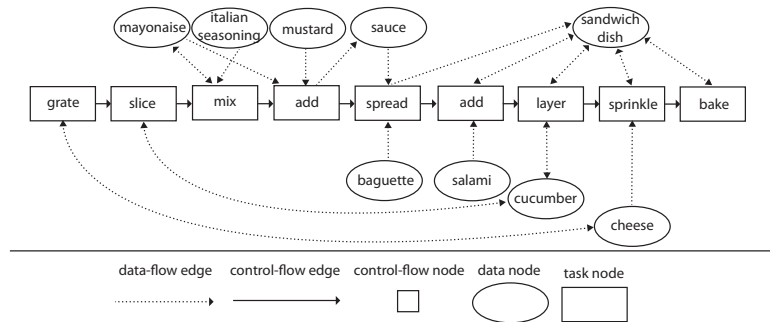 mayonaise
italian
seasoning
mustard
sauce
sandwich
dish
grate
slice
mix
add
spread
add
layer
sprinkle
bake
baguette
salami
cucumber
cheese
data-flow edge
control-flow edge
control-flow node
data node
task node